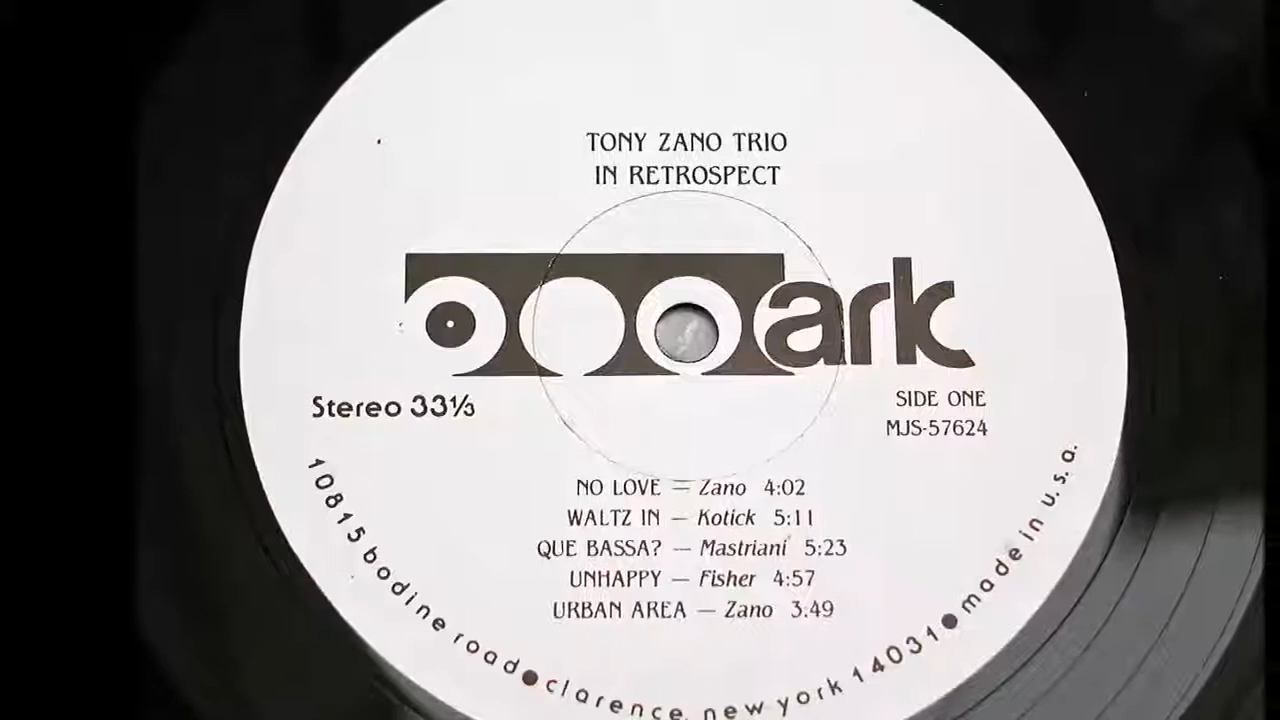 TONY ZANO TRIO
IN RETROSPECT
Mark
Stereo 33⅓
SIDE ONE
MJS-57624
NO LOVE — Zano 4:02
WALTZ IN — Kotick 5:11
QUE BASSA? — Mastriani 5:23
UNHAPPY — Fisher 4:57
URBAN AREA — Zano 3:49
10815 bodine road●clarence, new york 14031●made in u.s.a.